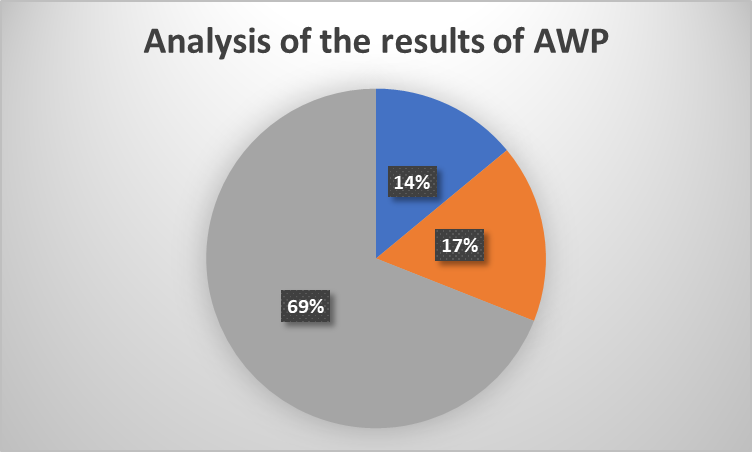 Analysis of the results of AWP
14%
17%
69%